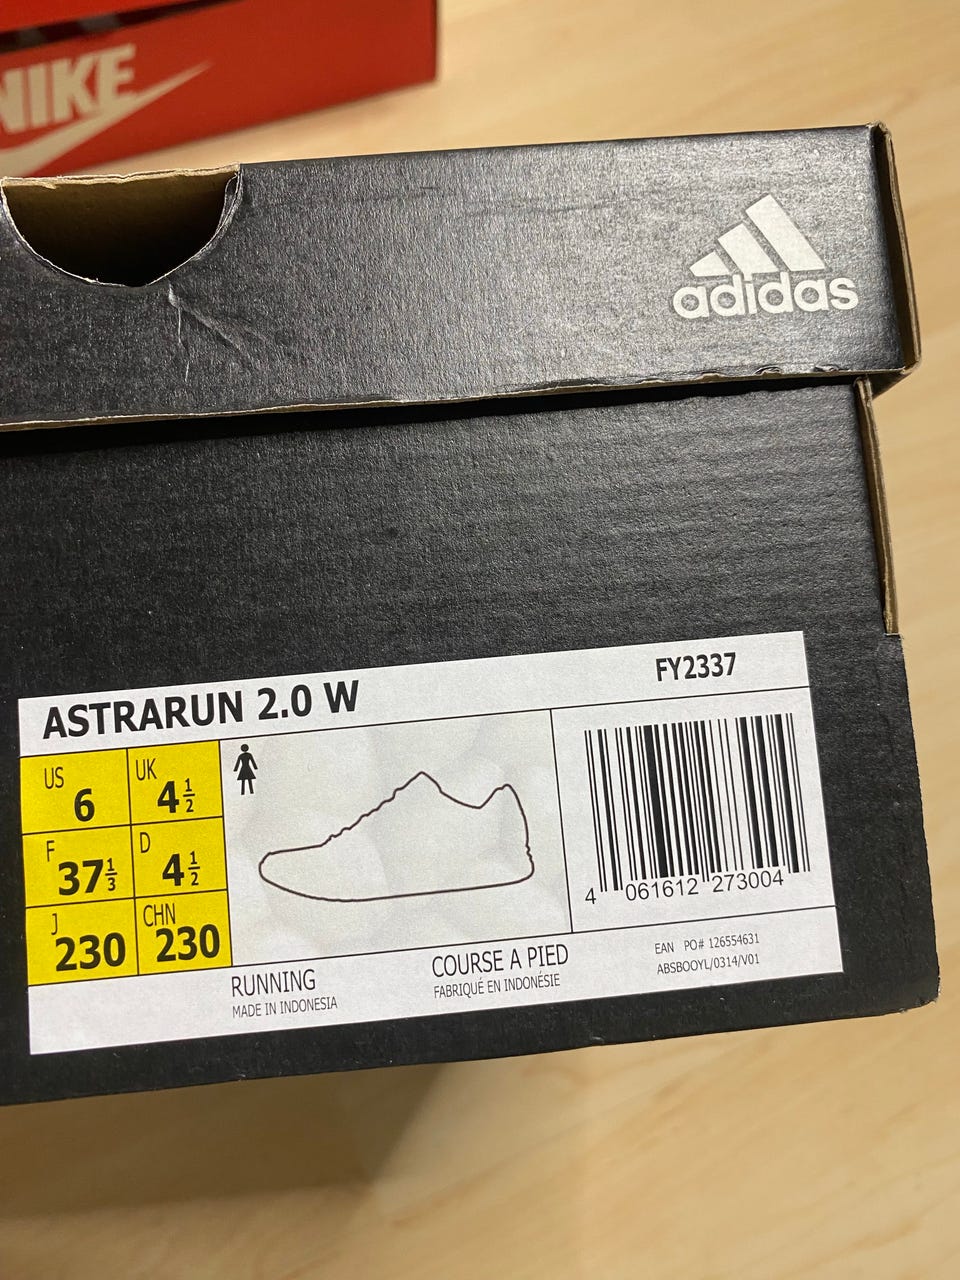 NIKE
adidas
ASTRARUN 2.0 W
FY2337
US 6
UK 4 1/2
F 37 1/3
D 4 1/2
J 230
CHN 230
4 061612 273004
RUNNING
MADE IN INDONESIA
COURSE A PIED
FABRIQUÉ EN INDONÉSIE
EAN PO# 126554631
ABSBOOYL/0314/V01